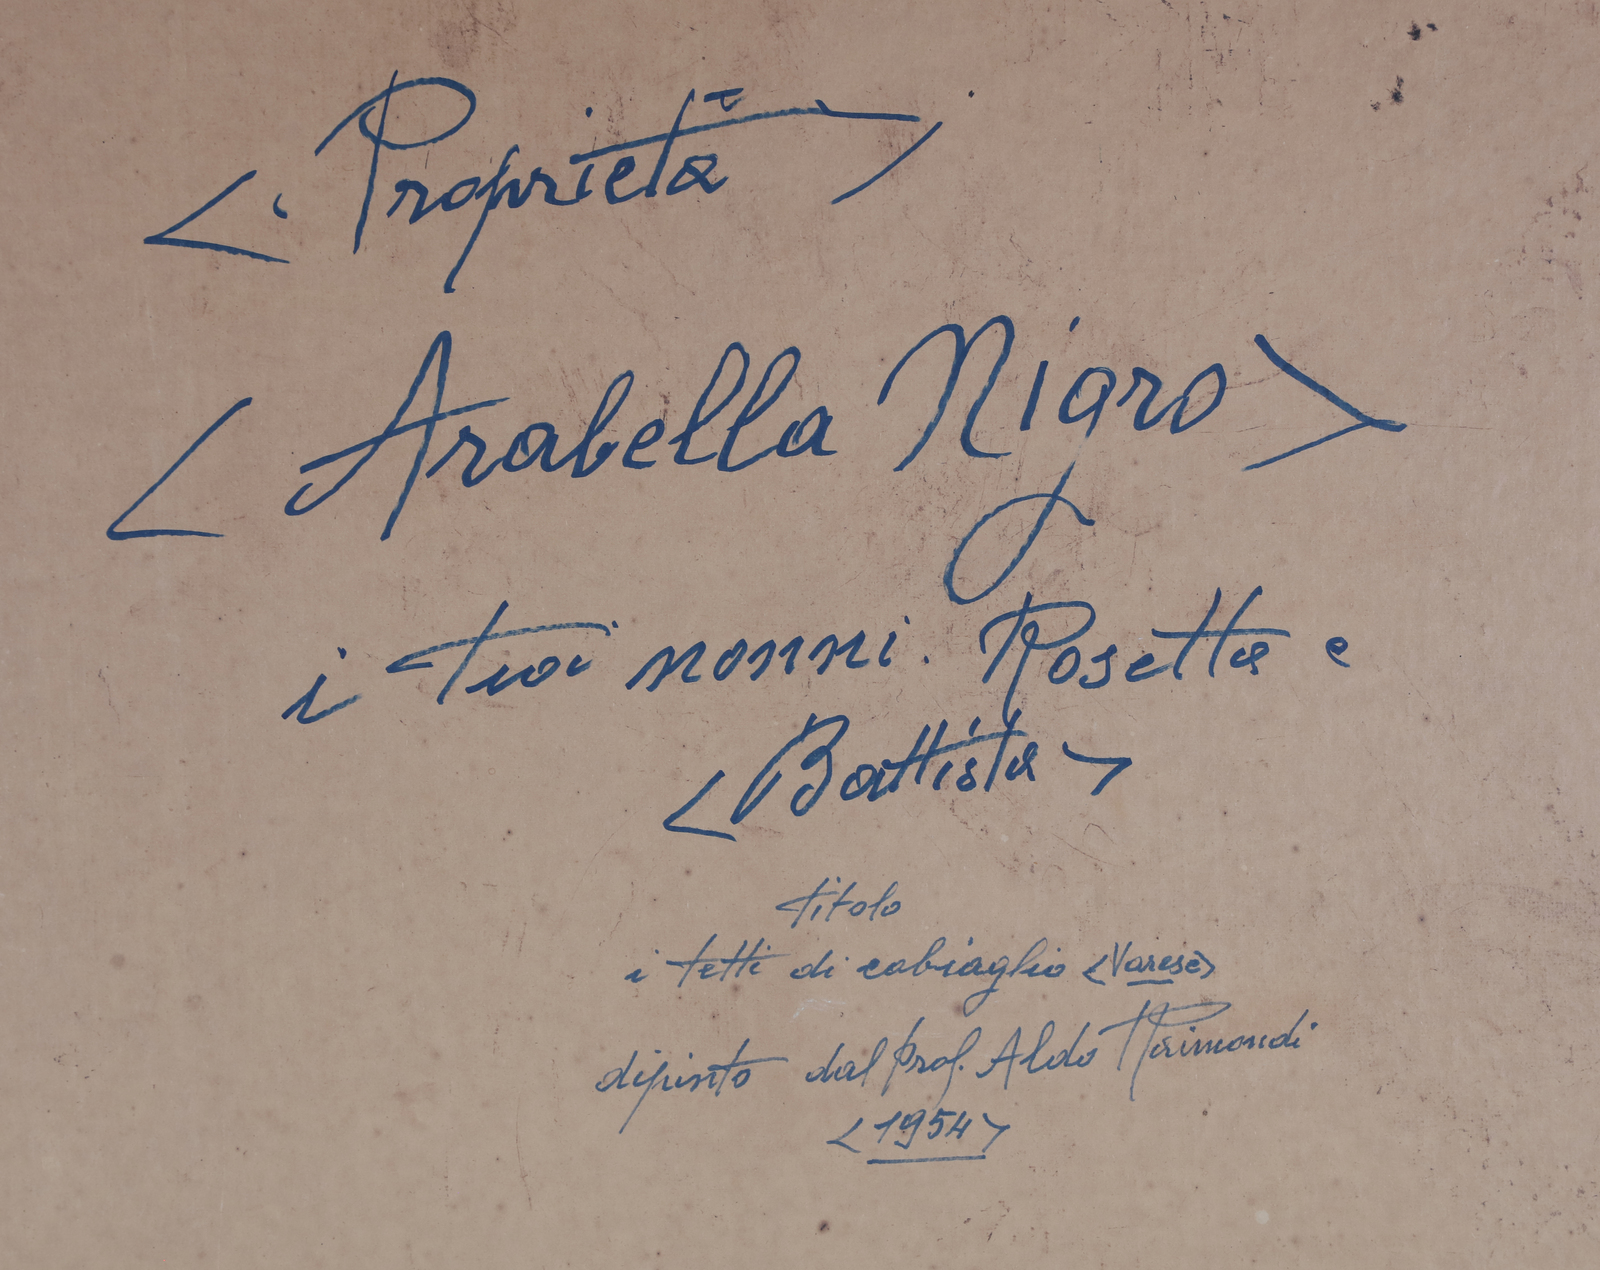 < Proprietà >
< Arabella Nigro >
i tuoi nonni. Rosetta e
< Battista >
titolo
i tetti di cabiaglio <Varese>
dipinto dal prof. Aldo Raimondi
<1954>